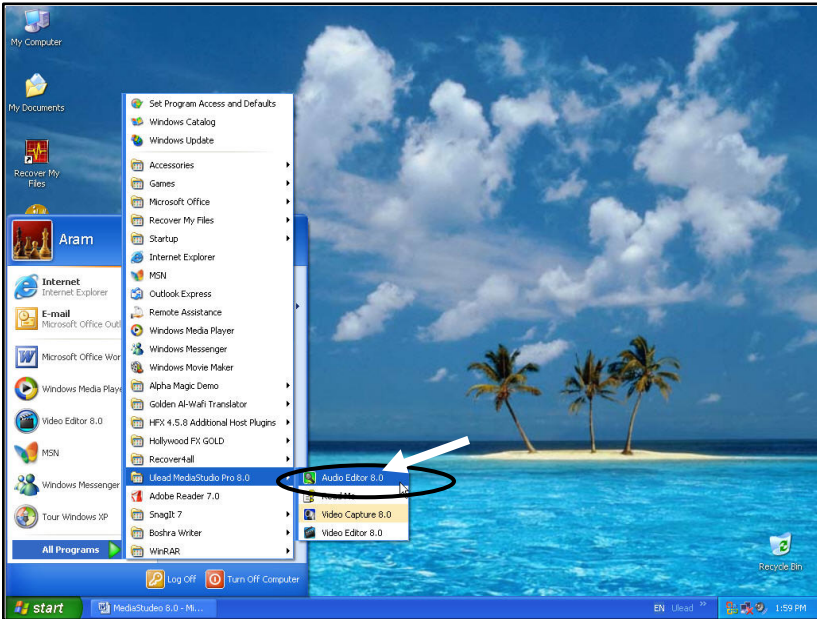 My Computer
My Documents
Recover My
Files
Aram
Internet
Internet Explorer
E-mail
Microsoft Office Outl
Microsoft Office Wor
Windows Media Playe
Video Editor 8.0
MSN
Windows Messenger
Tour Windows XP
All Programs
Set Program Access and Defaults
Windows Catalog
Windows Update
Accessories
Games
Microsoft Office
Recover My Files
Startup
Internet Explorer
MSN
Outlook Express
Remote Assistance
Windows Media Player
Windows Messenger
Windows Movie Maker
Alpha Magic Demo
Golden Al-Wafi Translator
HFX 4.5.8 Additional Host Plugins
Hollywood FX GOLD
Recover4all
Ulead MediaStudio Pro 8.0
Adobe Reader 7.0
SnagIt 7
Boshra Writer
WinRAR
Audio Editor 8.0
Read Me
Video Capture 8.0
Video Editor 8.0
Log Off
Turn Off Computer
Recycle Bin
start
MediaStudeo 8.0 - Mi...
EN
Ulead
1:59 PM